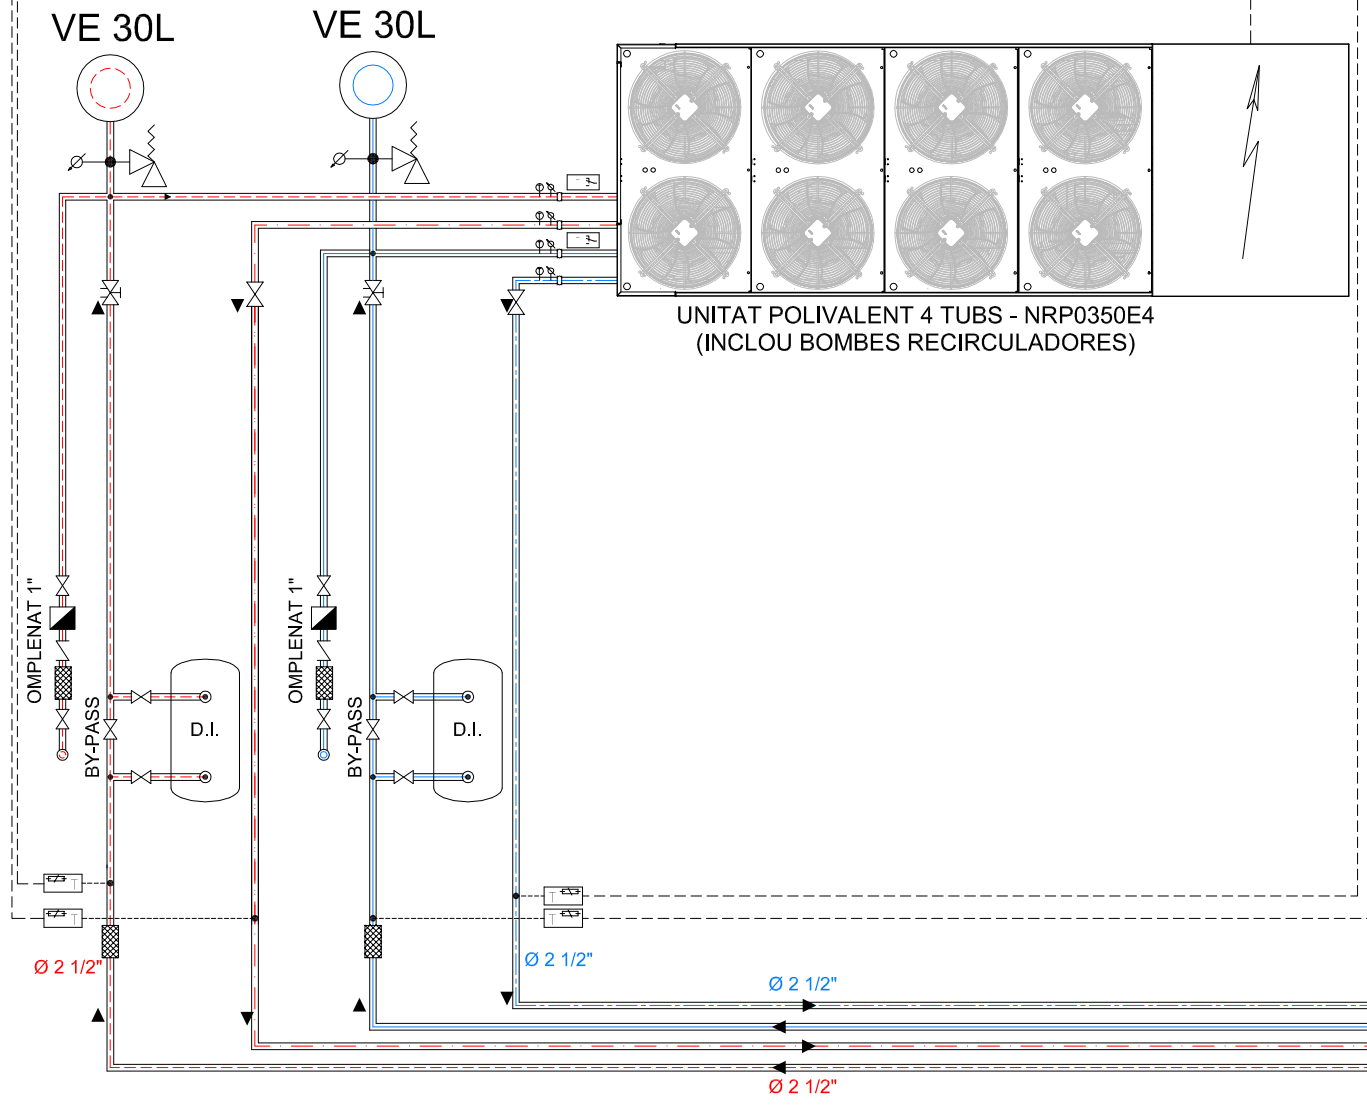 VE 30L
VE 30L
UNITAT POLIVALENT 4 TUBS - NRP0350E4
(INCLOU BOMBES RECIRCULADORES)
OMPLENAT 1"
OMPLENAT 1"
BY-PASS
D.I.
BY-PASS
D.I.
T
T
T
T
Ø 2 1/2"
Ø 2 1/2"
Ø 2 1/2"
Ø 2 1/2"